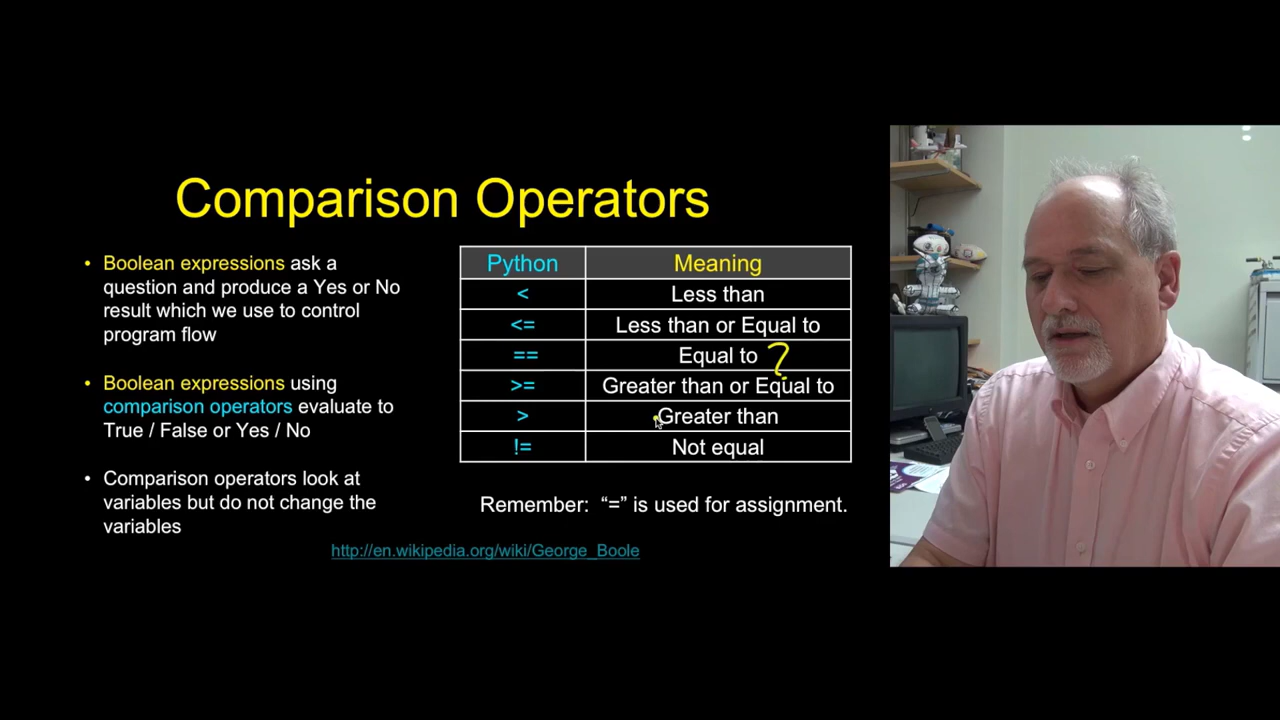 Comparison Operators
• Boolean expressions ask a
question and produce a Yes or No
result which we use to control
program flow
• Boolean expressions using
comparison operators evaluate to
True / False or Yes / No
• Comparison operators look at
variables but do not change the
variables
Python Meaning
< Less than
<= Less than or Equal to
== Equal to ?
>= Greater than or Equal to
> Greater than
!= Not equal
Remember: “=” is used for assignment.
http://en.wikipedia.org/wiki/George_Boole